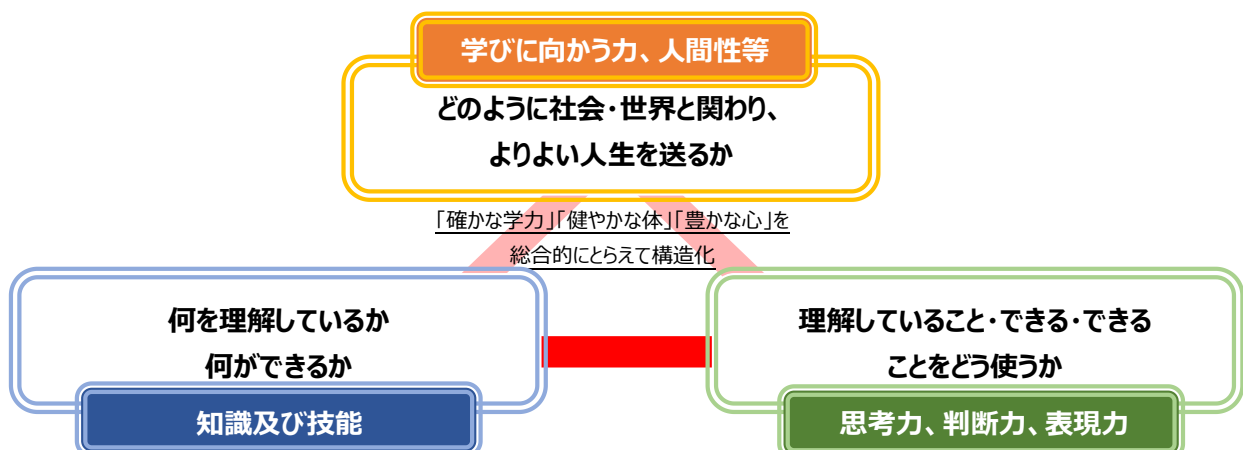 学びに向かう力、人間性等
どのように社会・世界と関わり、
よりよい人生を送るか
「確かな学力」「健やかな体」「豊かな心」を
総合的にとらえて構造化
何を理解しているか
何ができるか
知識及び技能
理解していること・できる・できる
ことをどう使うか
思考力、判断力、表現力